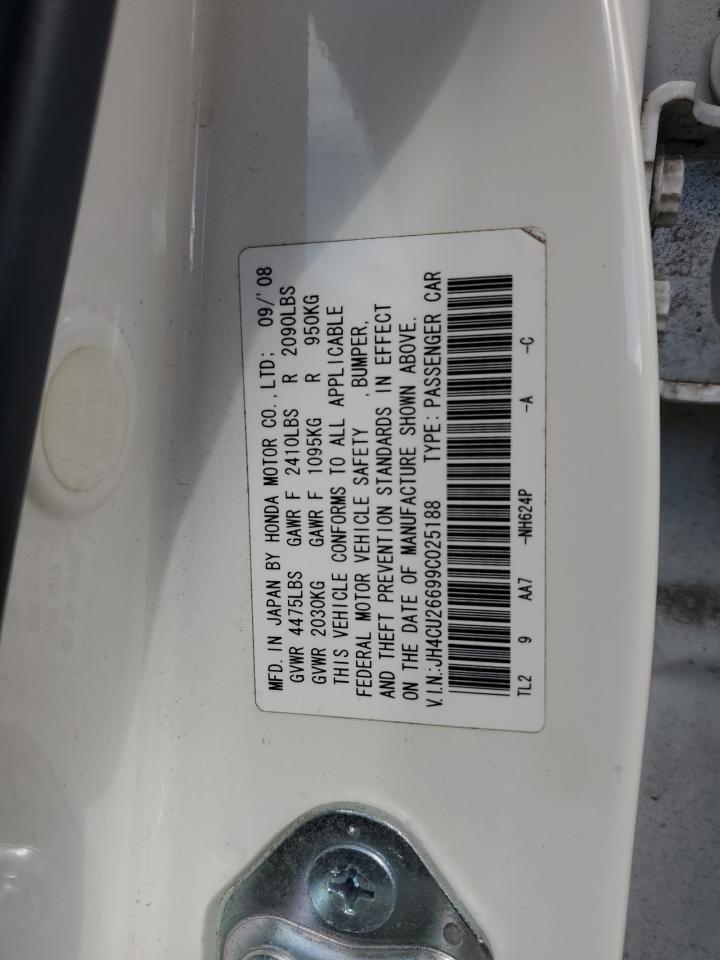 MFD. IN JAPAN BY HONDA MOTOR CO., LTD; 09/'08
GVWR 4475LBS GAWR F 2410LBS R 2090LBS
GVWR 2030KG GAWR F 1095KG R 950KG
THIS VEHICLE CONFORMS TO ALL APPLICABLE
FEDERAL MOTOR VEHICLE SAFETY , BUMPER,
AND THEFT PREVENTION STANDARDS IN EFFECT
ON THE DATE OF MANUFACTURE SHOWN ABOVE.
V.I.N.:JH4CU26699C025188 TYPE: PASSENGER CAR
TL2 9 AA7 -NH624P -A -C